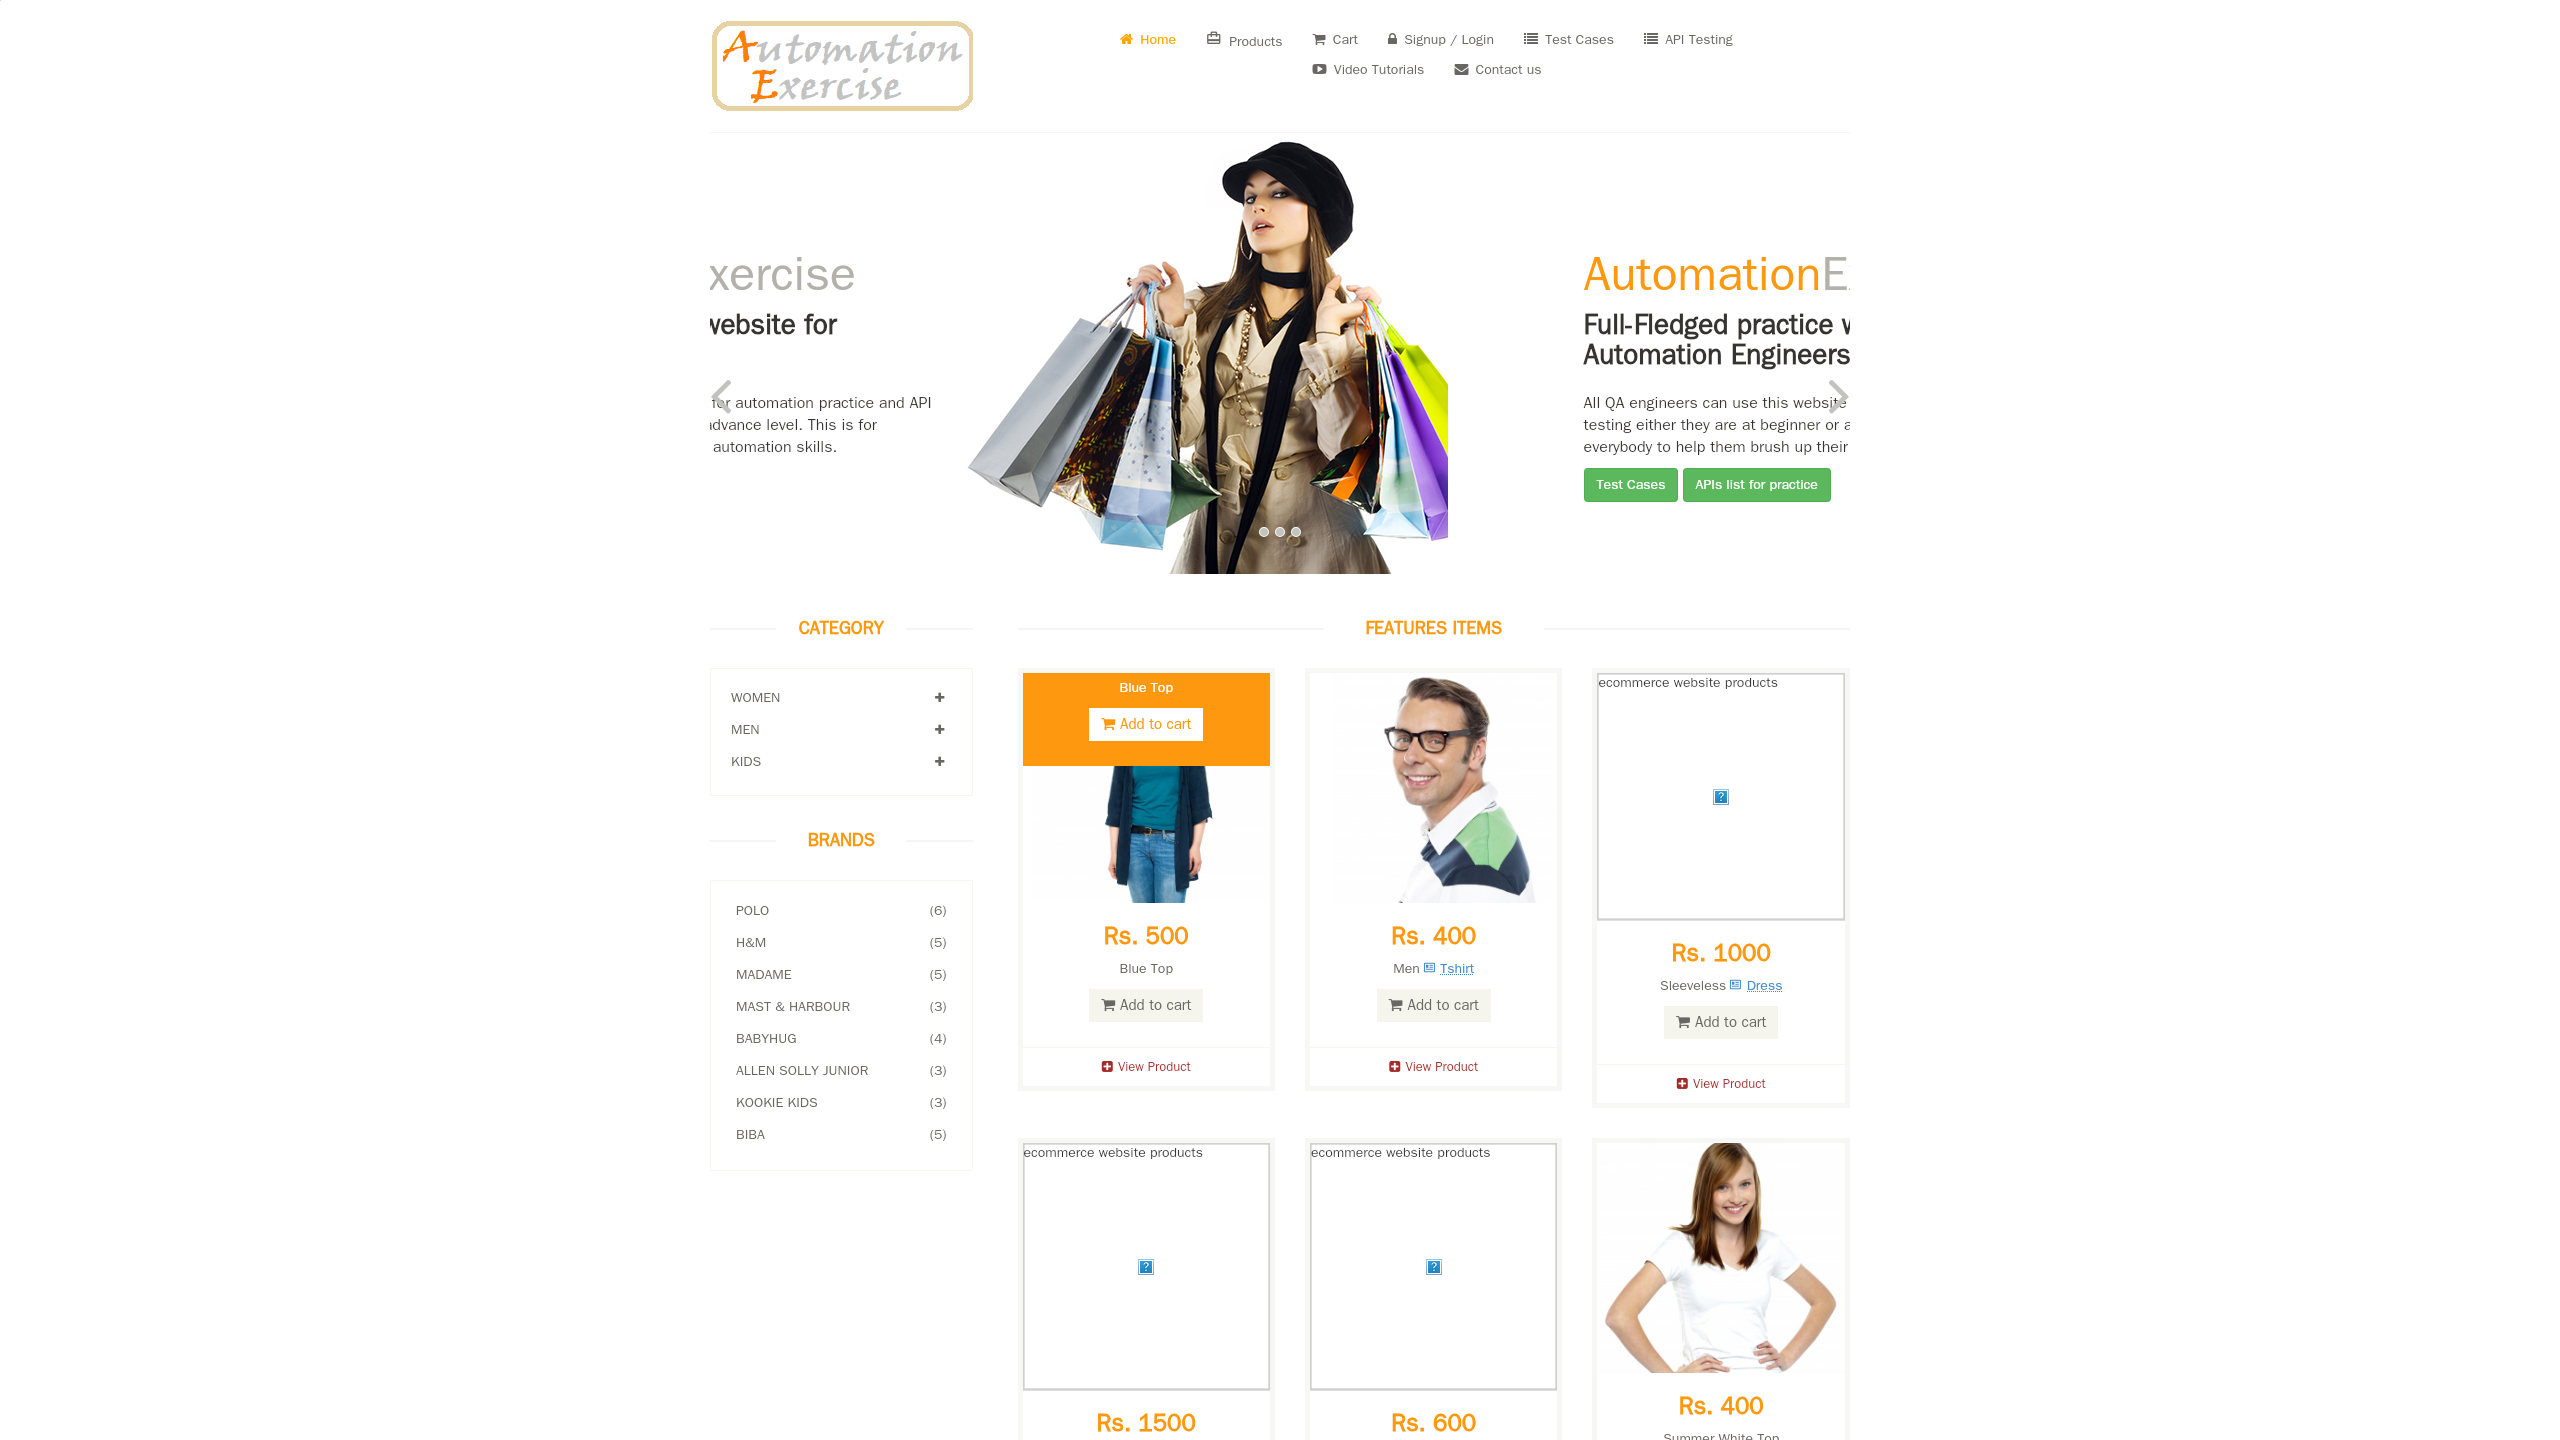 Automation
Exercise
Home
Products
Cart
Signup / Login
Test Cases
API Testing
Video Tutorials
Contact us
xercise
website for
for automation practice and API
advance level. This is for
automation skills.
AutomationE
Full-Fledged practice w
Automation Engineers
All QA engineers can use this website
testing either they are at beginner or a
everybody to help them brush up their
Test Cases
APIs list for practice
CATEGORY
WOMEN
MEN
KIDS
BRANDS
POLO (6)
H&M (5)
MADAME (5)
MAST & HARBOUR (3)
BABYHUG (4)
ALLEN SOLLY JUNIOR (3)
KOOKIE KIDS (3)
BIBA (5)
FEATURES ITEMS
Blue Top
Add to cart
Rs. 500
Blue Top
Add to cart
View Product
Rs. 400
Men Tshirt
Add to cart
View Product
ecommerce website products
Rs. 1000
Sleeveless Dress
Add to cart
View Product
ecommerce website products
Rs. 1500
ecommerce website products
Rs. 600
Rs. 400
Summer White Top